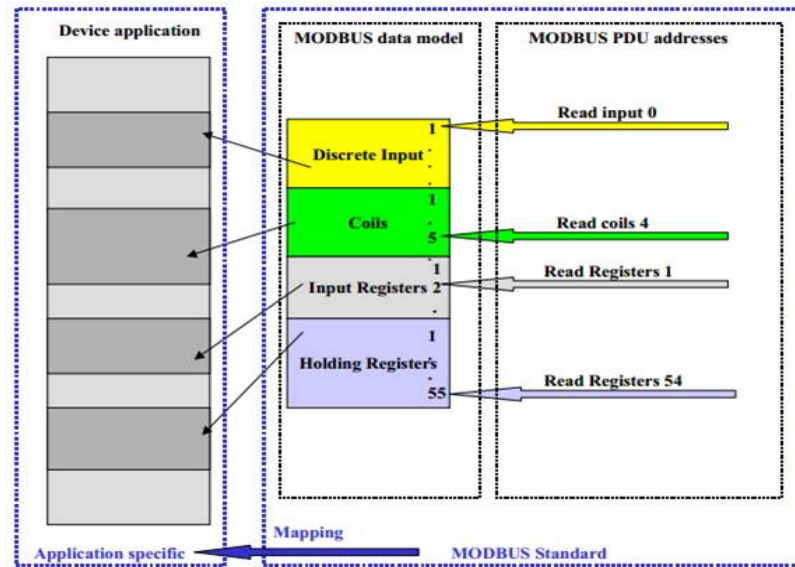 Device application
MODBUS data model
MODBUS PDU addresses
1
.
Discrete Input
.
.
Read input 0
1
Coils
.
5
.
Read coils 4
1
Input Registers 2
.
Read Registers 1
1
.
Holding Registers
.
.
55
Read Registers 54
Mapping
Application specific
MODBUS Standard